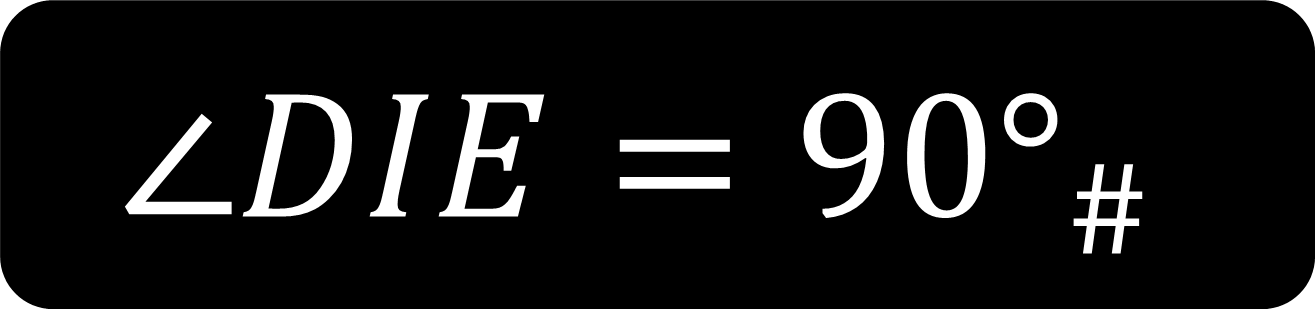 ∠DIE = 90°#